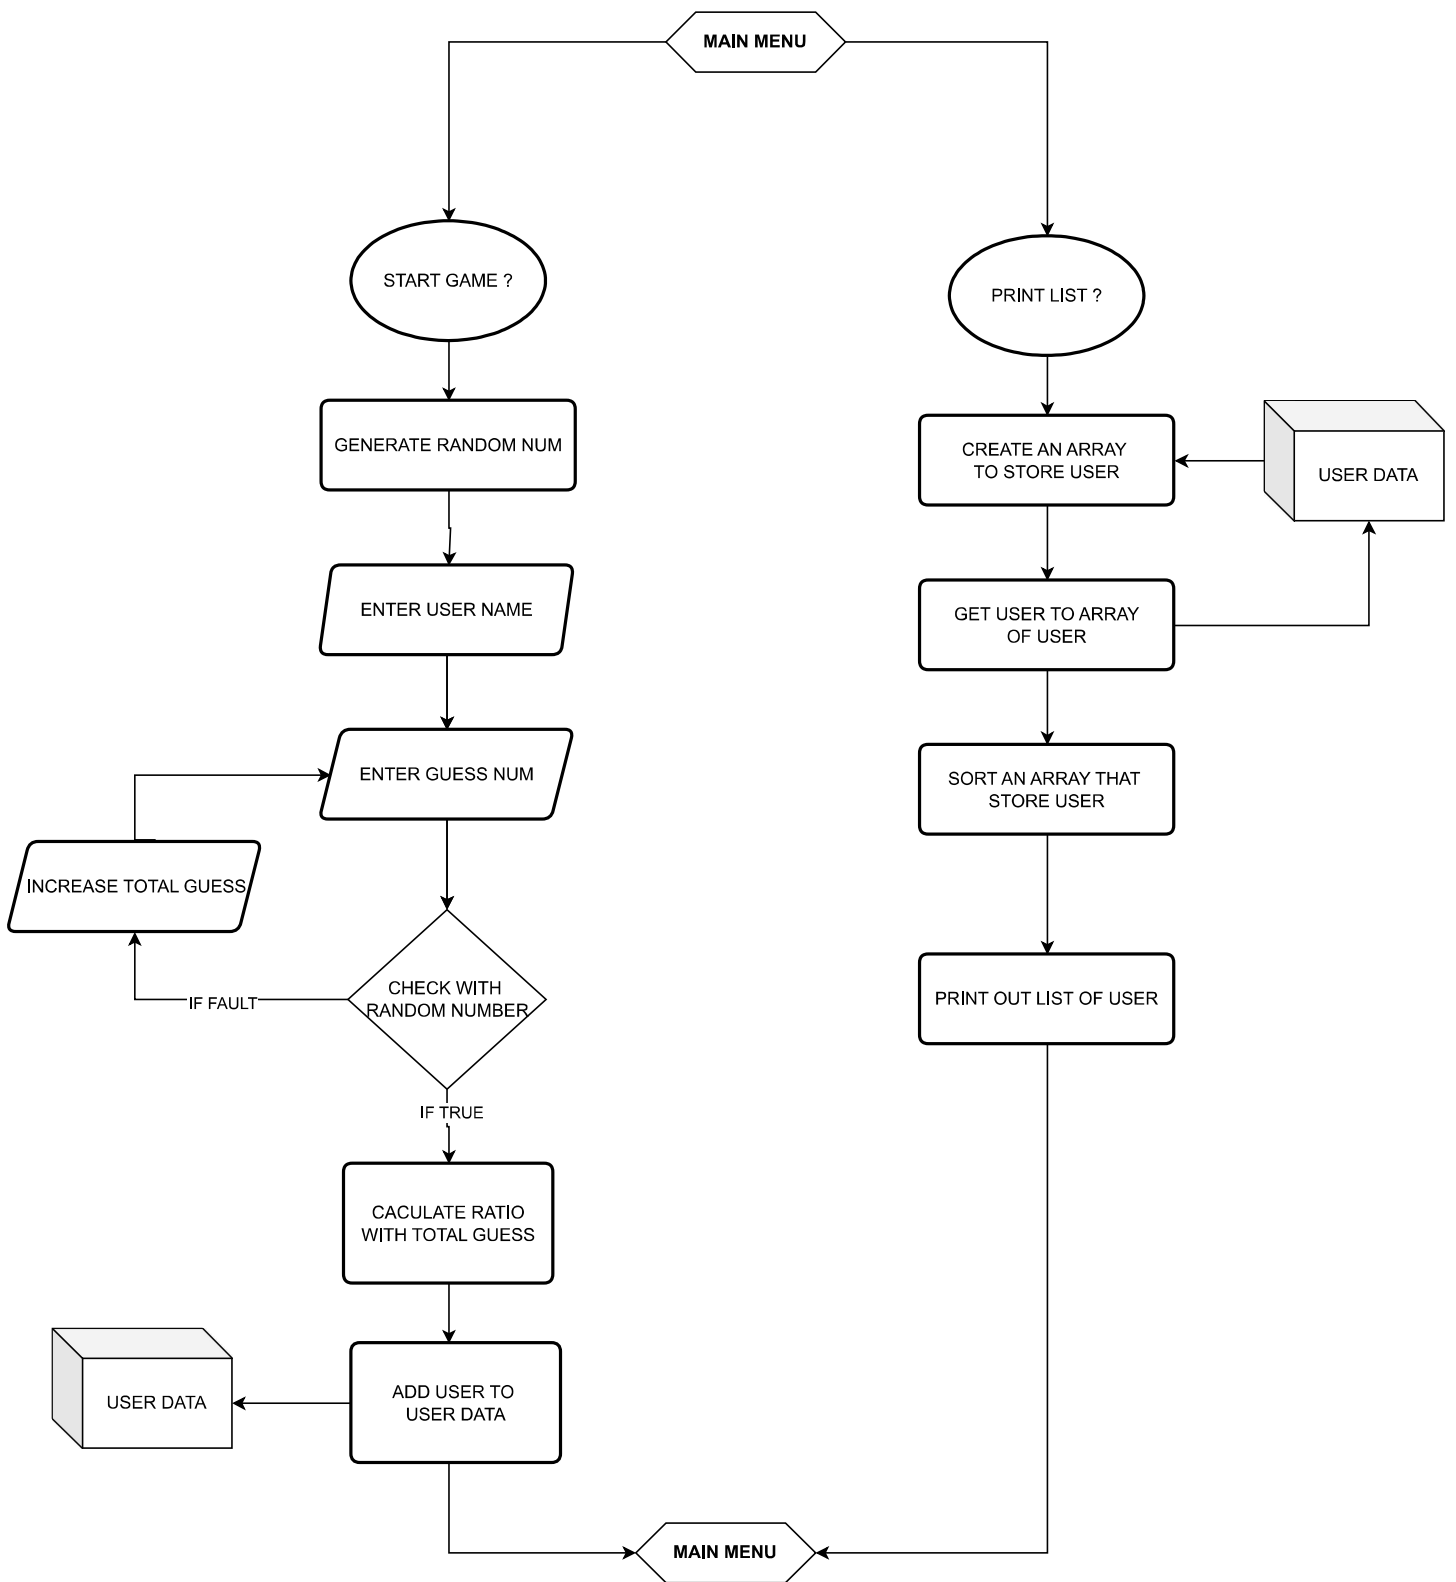 MAIN MENU
START GAME ?
PRINT LIST ?
GENERATE RANDOM NUM
CREATE AN ARRAY
TO STORE USER
USER DATA
ENTER USER NAME
GET USER TO ARRAY
OF USER
ENTER GUESS NUM
SORT AN ARRAY THAT
STORE USER
INCREASE TOTAL GUESS
CHECK WITH
RANDOM NUMBER
IF FAULT
PRINT OUT LIST OF USER
IF TRUE
CACULATE RATIO
WITH TOTAL GUESS
ADD USER TO
USER DATA
USER DATA
MAIN MENU